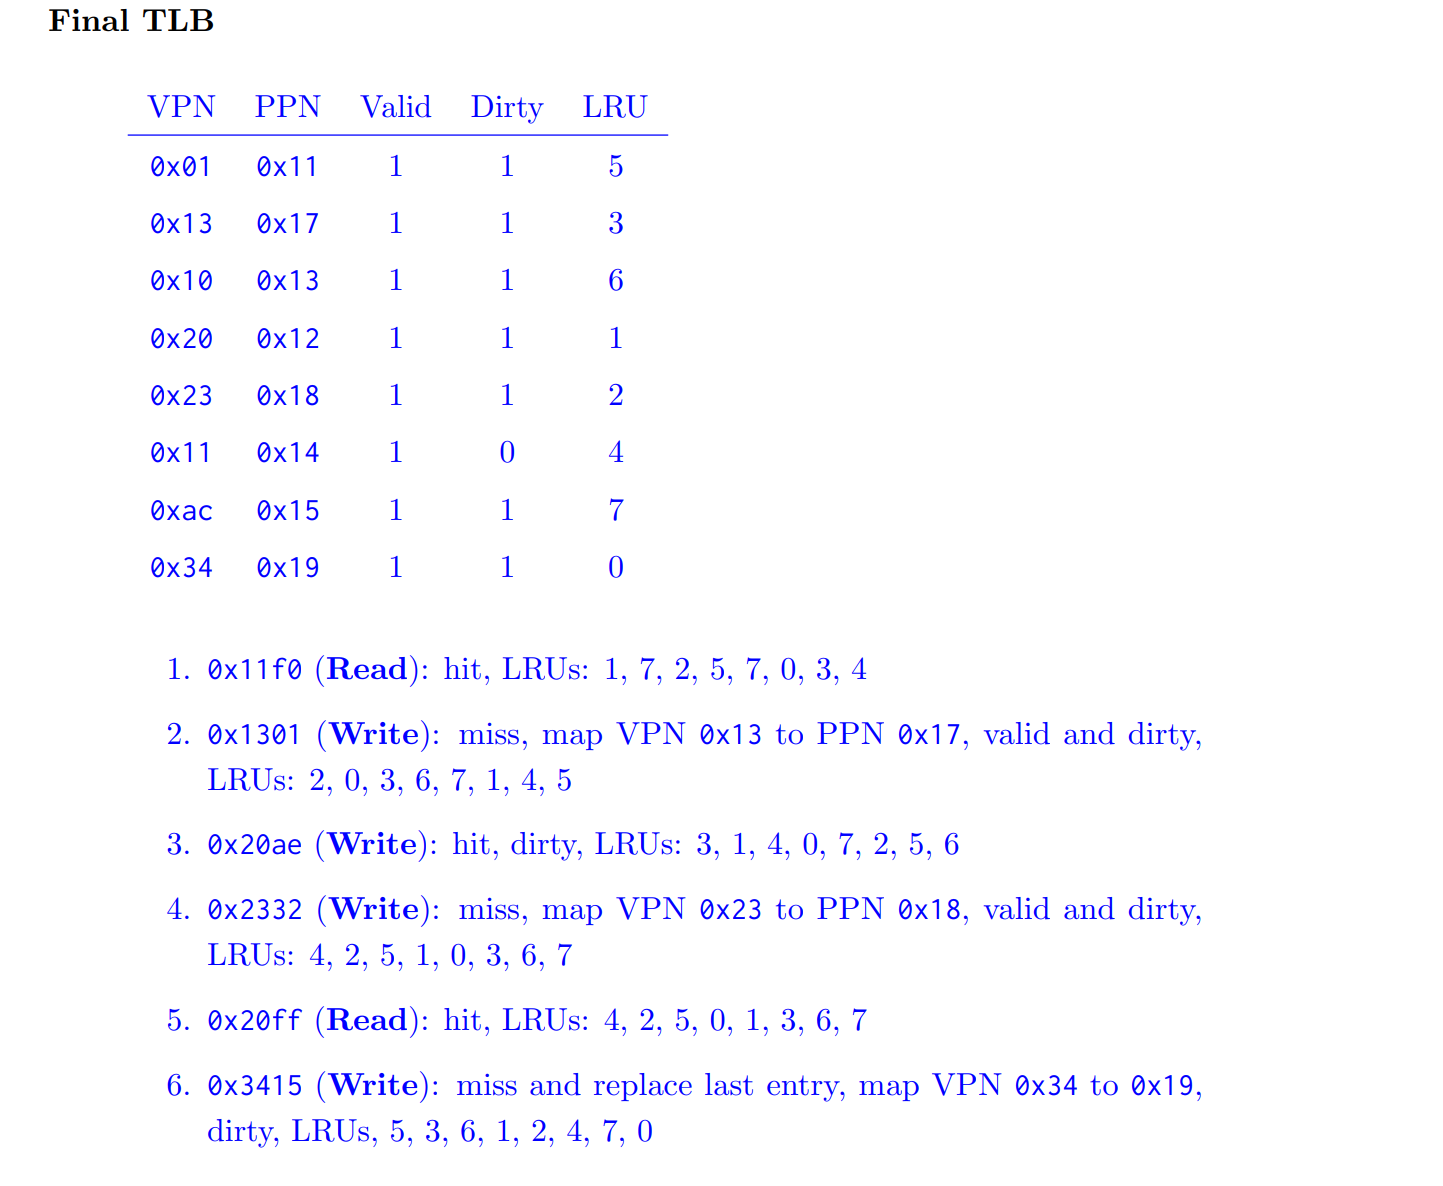 Final TLB
VPN PPN Valid Dirty LRU
0x01 0x11 1 1 5
0x13 0x17 1 1 3
0x10 0x13 1 1 6
0x20 0x12 1 1 1
0x23 0x18 1 1 2
0x11 0x14 1 0 4
0xac 0x15 1 1 7
0x34 0x19 1 1 0
1. 0x11f0 (Read): hit, LRUs: 1, 7, 2, 5, 7, 0, 3, 4
2. 0x1301 (Write): miss, map VPN 0x13 to PPN 0x17, valid and dirty,
LRUs: 2, 0, 3, 6, 7, 1, 4, 5
3. 0x20ae (Write): hit, dirty, LRUs: 3, 1, 4, 0, 7, 2, 5, 6
4. 0x2332 (Write): miss, map VPN 0x23 to PPN 0x18, valid and dirty,
LRUs: 4, 2, 5, 1, 0, 3, 6, 7
5. 0x20ff (Read): hit, LRUs: 4, 2, 5, 0, 1, 3, 6, 7
6. 0x3415 (Write): miss and replace last entry, map VPN 0x34 to 0x19,
dirty, LRUs, 5, 3, 6, 1, 2, 4, 7, 0